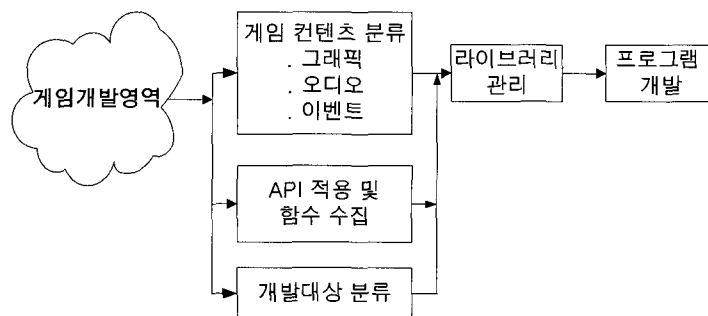 게임개발영역
게임 컨텐츠 분류
. 그래픽
. 오디오
. 이벤트
API 적용 및
함수 수집
개발대상 분류
라이브러리
관리
프로그램
개발